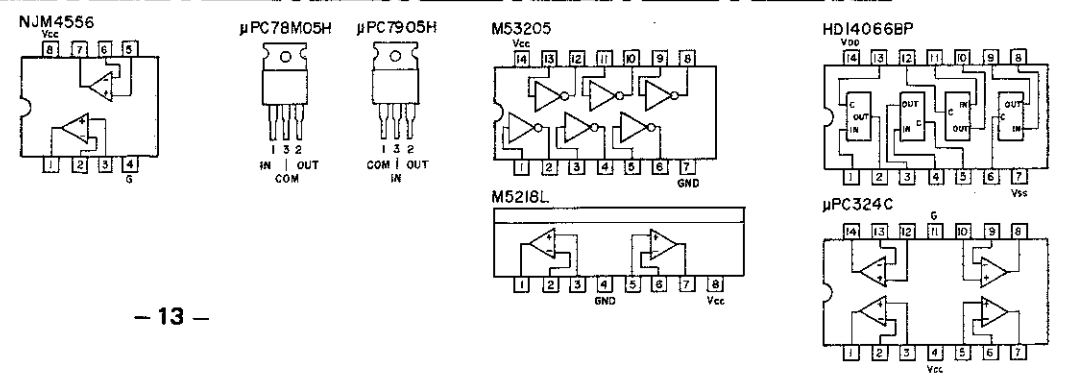 NJM4556
Vcc
8 7 6 5
1 2 3 4
G
μPC78M05H
1 3 2
IN OUT
COM
μPC7905H
1 3 2
COM OUT
IN
M53205
Vcc
14 13 12 11 10 9 8
1 2 3 4 5 6 7
GND
M5218L
1 2 3 4 5 6 7 8
GND Vcc
HD14066BP
VDD
14 13 12 11 10 9 8
C OUT IN
OUT C IN
IN C OUT
OUT C IN
1 2 3 4 5 6 7
Vss
μPC324C
G
14 13 12 11 10 9 8
1 2 3 4 5 6 7
Vcc
– 13 –